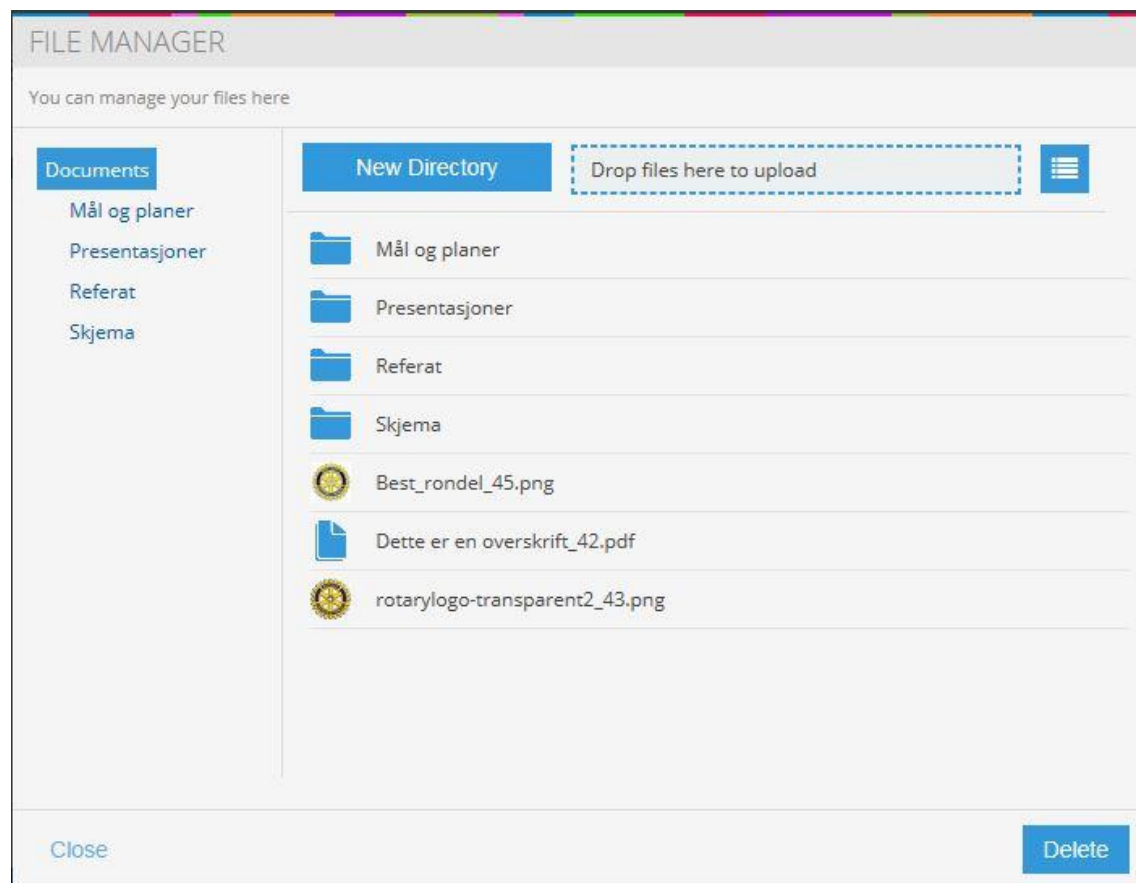 FILE MANAGER
You can manage your files here
Documents
Mål og planer
Presentasjoner
Referat
Skjema
New Directory
Drop files here to upload
Mål og planer
Presentasjoner
Referat
Skjema
Best_rondel_45.png
Dette er en overskrift_42.pdf
rotarylogo-transparent2_43.png
Close
Delete